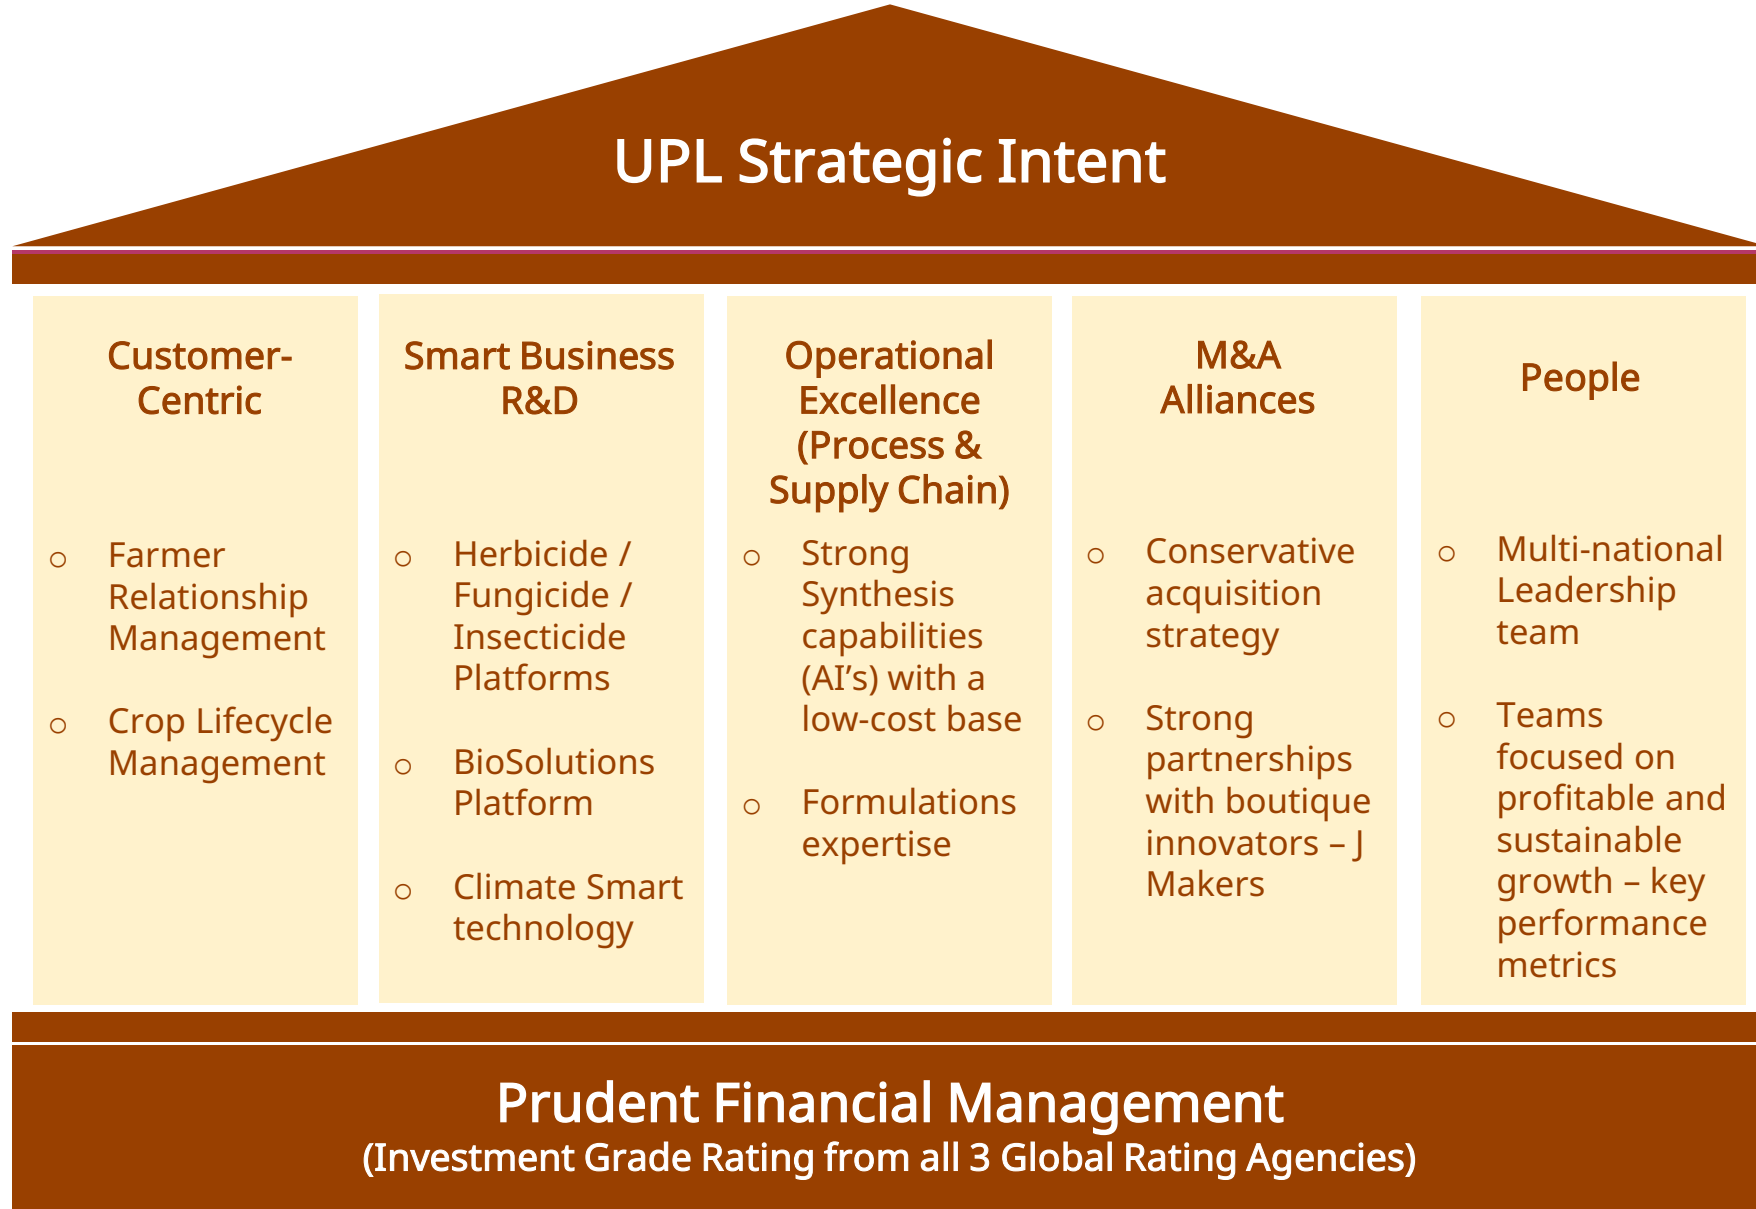 UPL Strategic Intent
Customer-
Centric
○ Farmer
Relationship
Management
○ Crop Lifecycle
Management
Smart Business
R&D
○ Herbicide /
Fungicide /
Insecticide
Platforms
○ BioSolutions
Platform
○ Climate Smart
technology
Operational
Excellence
(Process &
Supply Chain)
○ Strong
Synthesis
capabilities
(AI’s) with a
low-cost base
○ Formulations
expertise
M&A
Alliances
○ Conservative
acquisition
strategy
○ Strong
partnerships
with boutique
innovators – J
Makers
People
○ Multi-national
Leadership
team
○ Teams
focused on
profitable and
sustainable
growth – key
performance
metrics
Prudent Financial Management
(Investment Grade Rating from all 3 Global Rating Agencies)